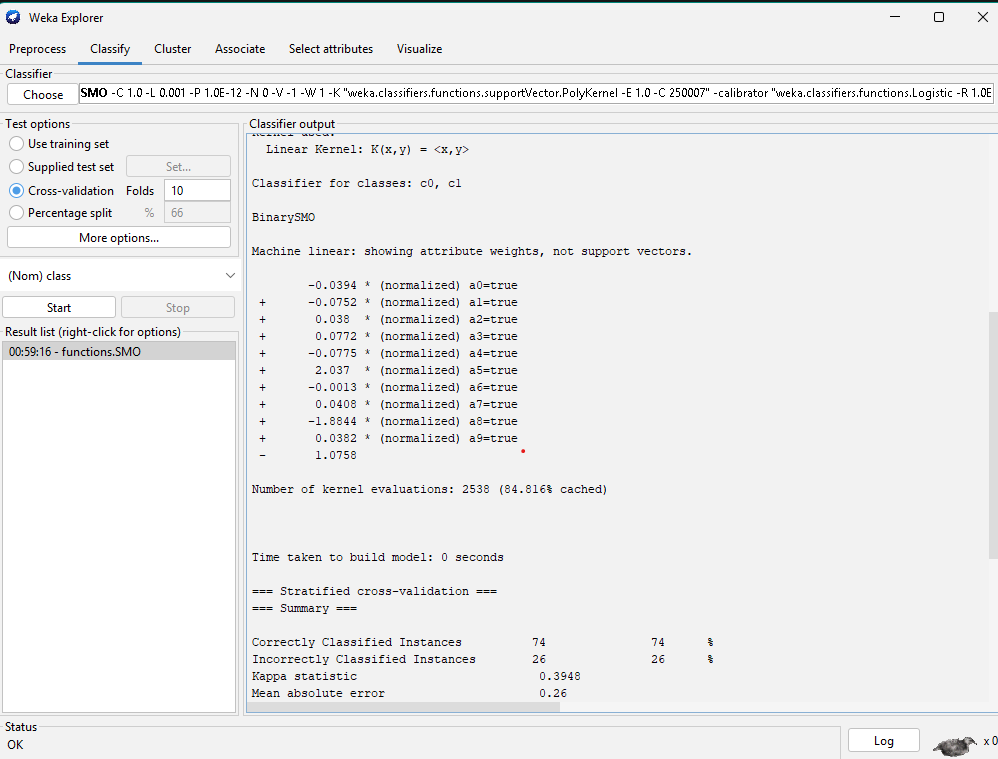 Weka Explorer
Preprocess Classify Cluster Associate Select attributes Visualize
Classifier
Choose SMO -C 1.0 -L 0.001 -P 1.0E-12 -N 0 -V -1 -W 1 -K "weka.classifiers.functions.supportVector.PolyKernel -E 1.0 -C 250007" -calibrator "weka.classifiers.functions.Logistic -R 1.0E
Test options
Use training set
Supplied test set Set...
Cross-validation Folds 10
Percentage split % 66
More options...
(Nom) class
Start Stop
Result list (right-click for options)
00:59:16 - functions.SMO
Classifier output
Kernel used:
Linear Kernel: K(x,y) = <x,y>
Classifier for classes: c0, c1
BinarySMO
Machine linear: showing attribute weights, not support vectors.
-0.0394 * (normalized) a0=true
+ -0.0752 * (normalized) a1=true
+ 0.038 * (normalized) a2=true
+ 0.0772 * (normalized) a3=true
+ -0.0775 * (normalized) a4=true
+ 2.037 * (normalized) a5=true
+ -0.0013 * (normalized) a6=true
+ 0.0408 * (normalized) a7=true
+ -1.8844 * (normalized) a8=true
+ 0.0382 * (normalized) a9=true
- 1.0758
Number of kernel evaluations: 2538 (84.816% cached)
Time taken to build model: 0 seconds
=== Stratified cross-validation ===
=== Summary ===
Correctly Classified Instances 74 74 %
Incorrectly Classified Instances 26 26 %
Kappa statistic 0.3948
Mean absolute error 0.26
Status
OK
Log
x 0